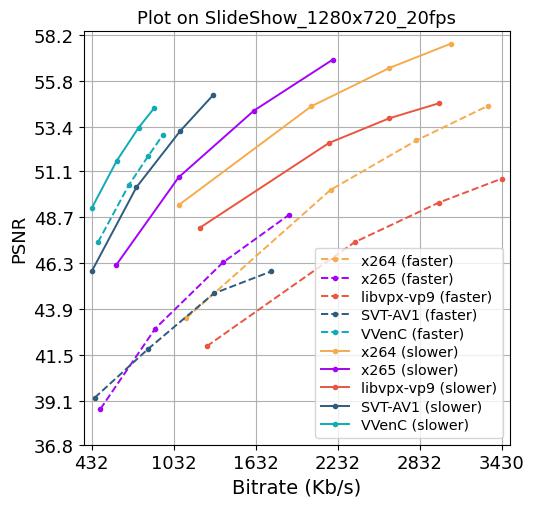 Plot on SlideShow_1280x720_20fps
58.2
55.8
53.4
51.1
48.7
46.3
43.9
41.5
39.1
36.8
PSNR
x264 (faster)
x265 (faster)
libvpx-vp9 (faster)
SVT-AV1 (faster)
VVenC (faster)
x264 (slower)
x265 (slower)
libvpx-vp9 (slower)
SVT-AV1 (slower)
VVenC (slower)
432 1032 1632 2232 2832 3430
Bitrate (Kb/s)